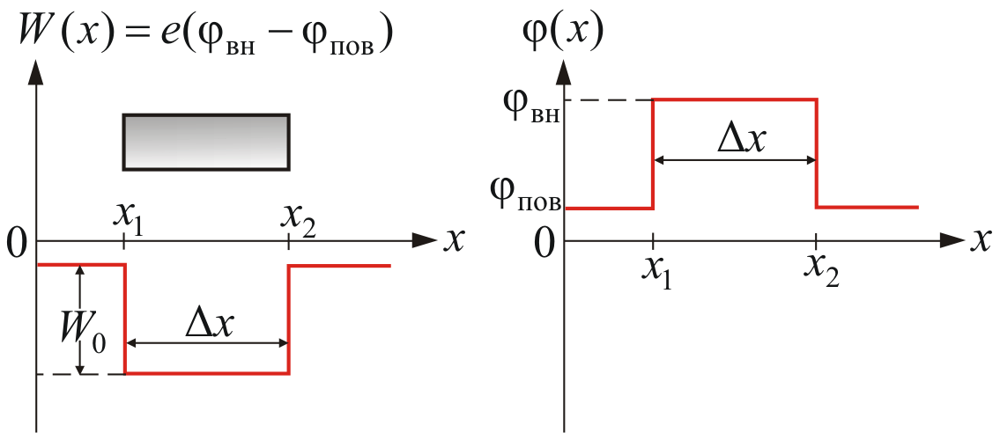 W(x) = e(φвн − φпов)
x₁
x₂
0
x
W₀
Δx
φ(x)
φвн
Δx
φпов
0
x
x₁
x₂